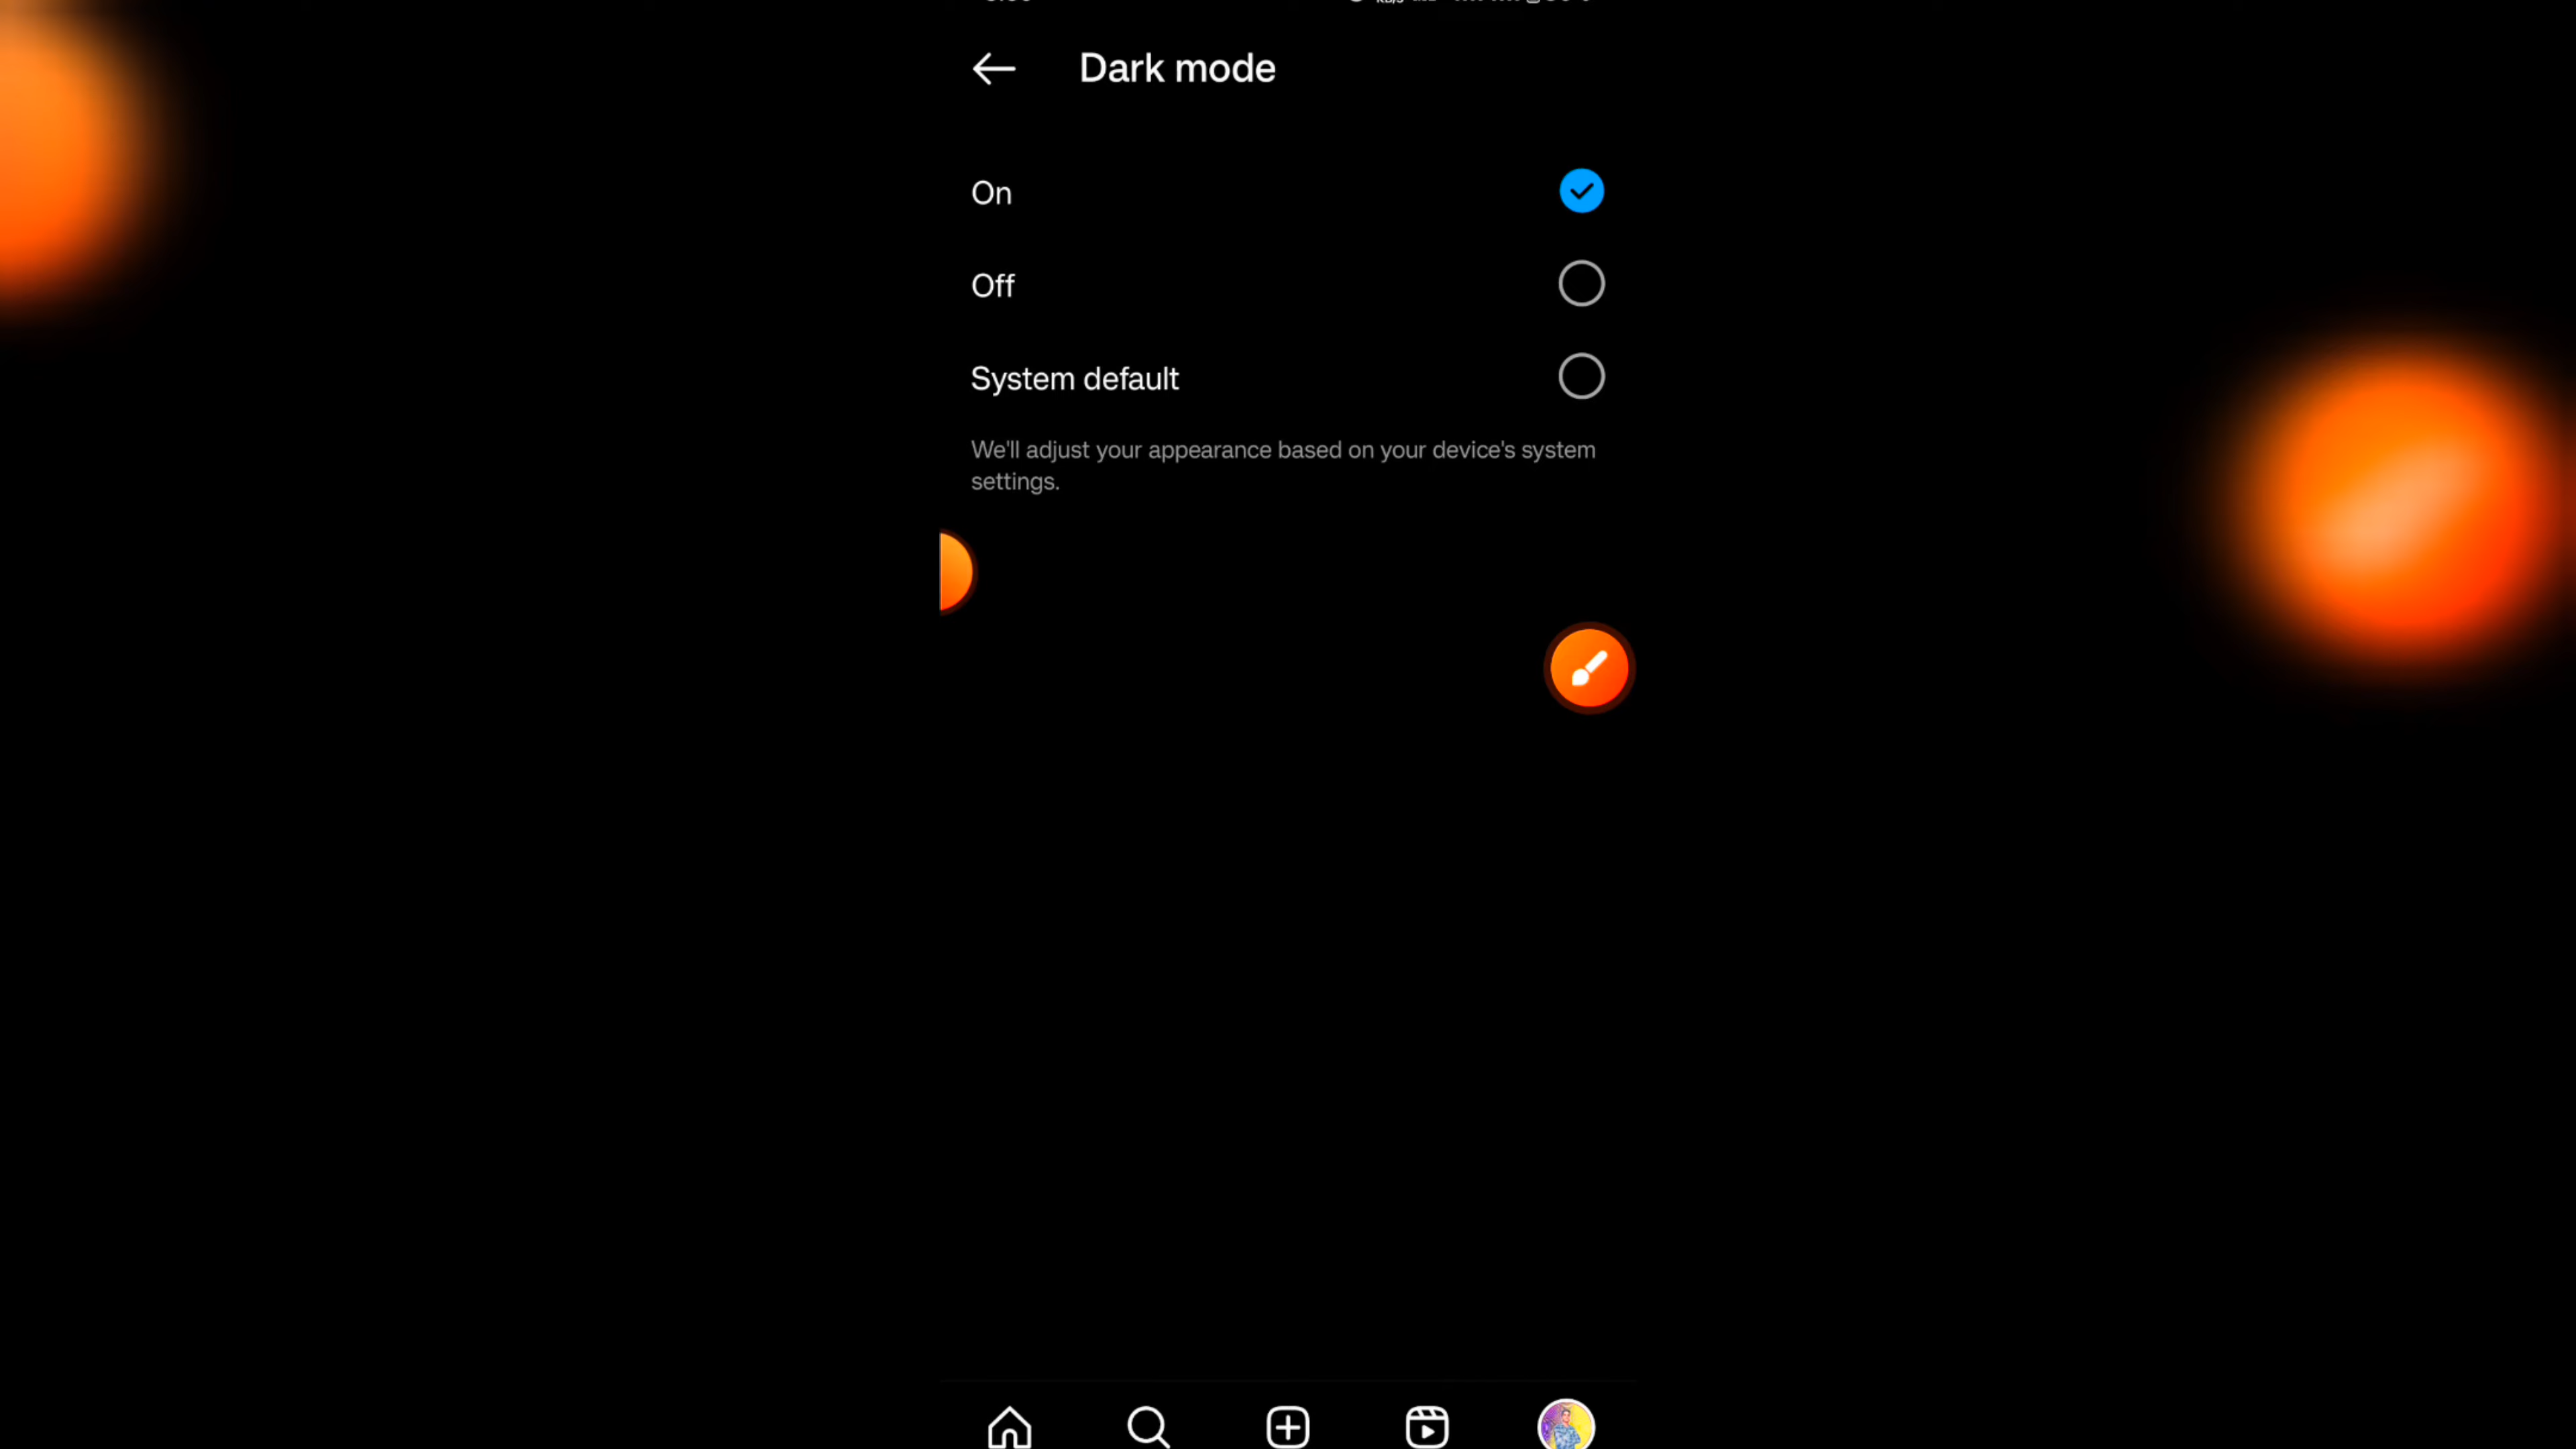 Dark mode
On
Off
System default
We'll adjust your appearance based on your device's system
settings.